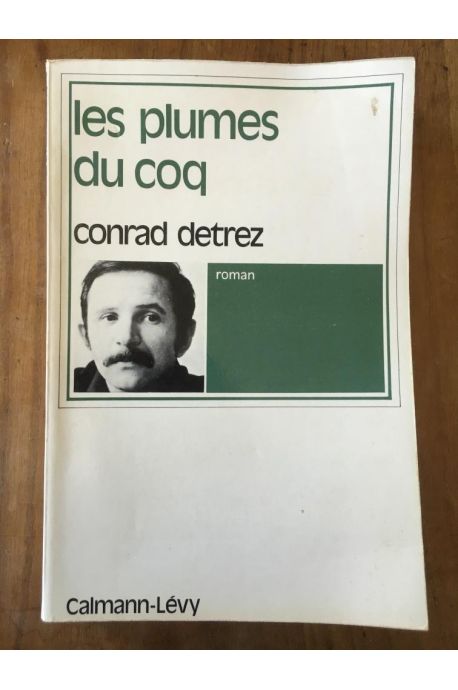 les plumes
du coq
conrad detrez
roman
Calmann-Lévy